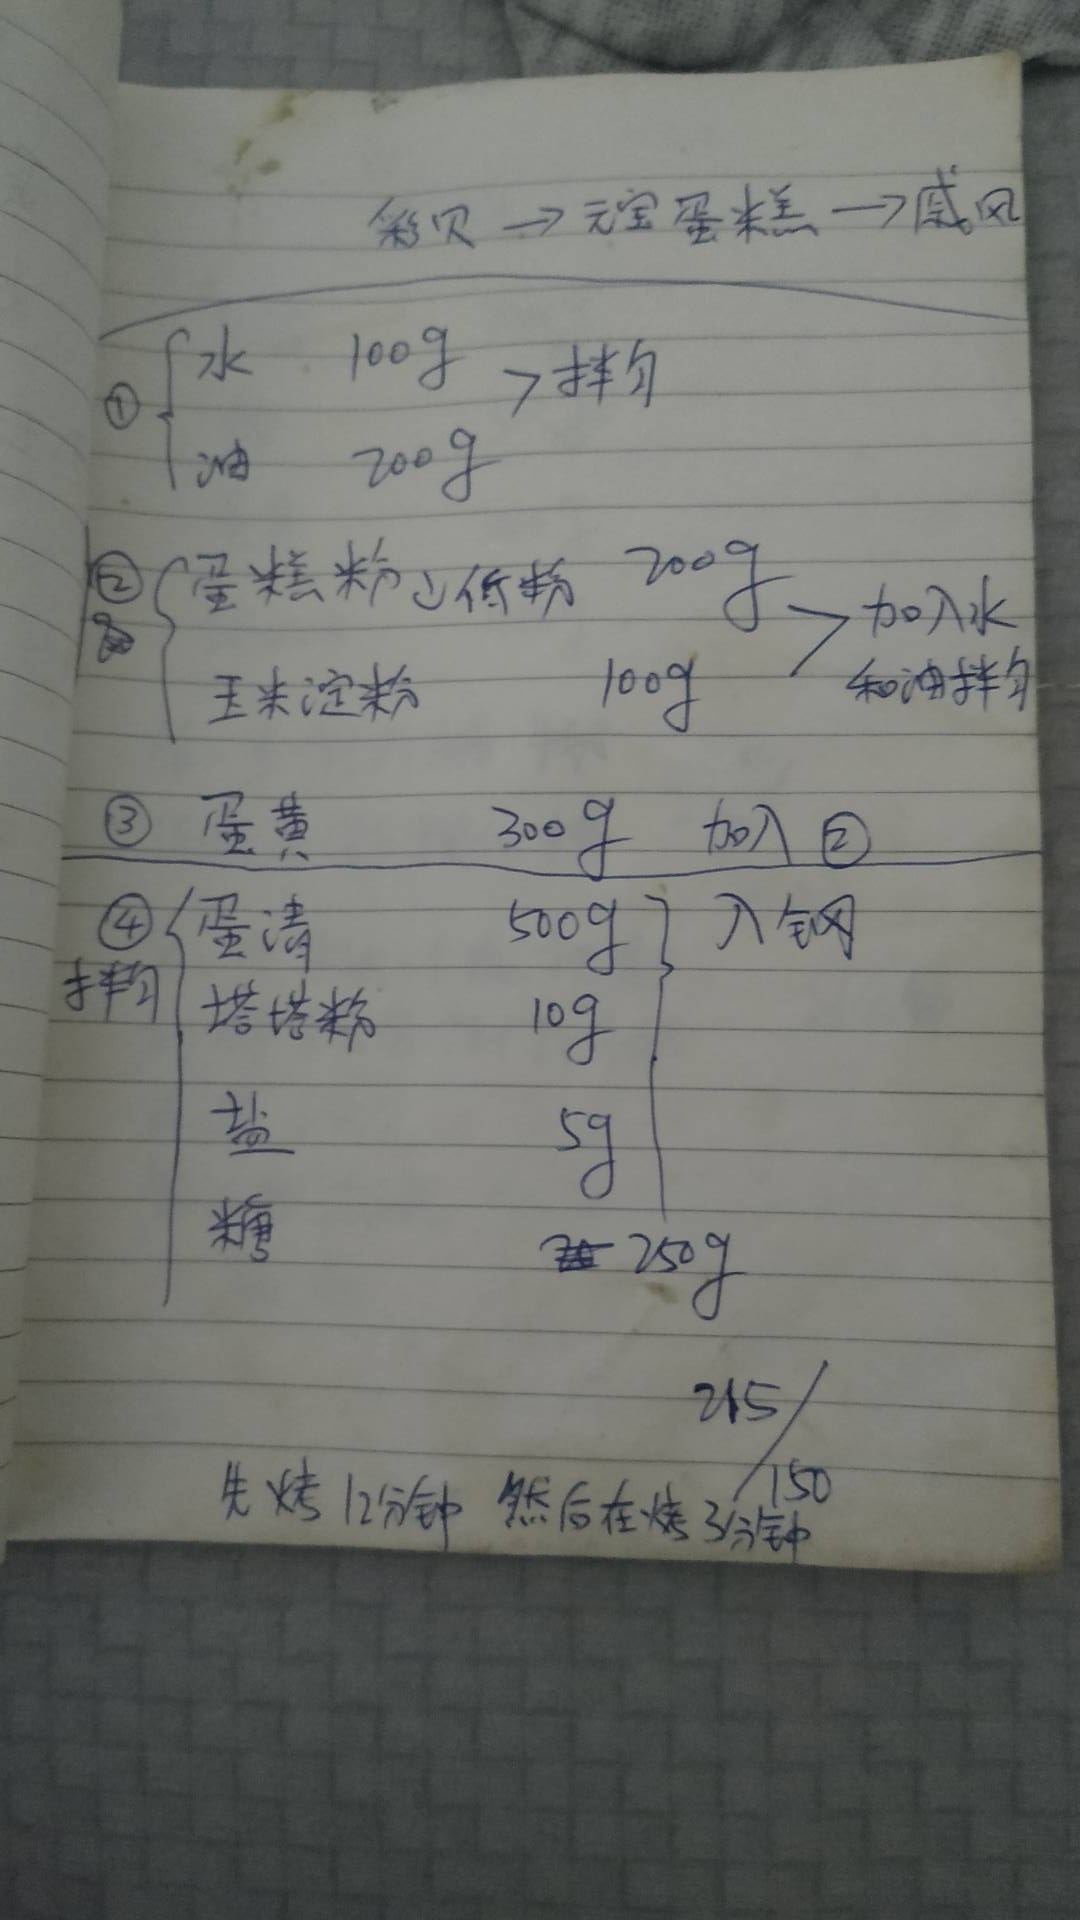 彩贝→元宝蛋糕→戚风
① 水 100g > 拌匀
油 200g
② 蛋糕粉 低粉 200g > 加入水
玉米淀粉 100g 和油拌匀
③ 蛋黄 300g 加入②
④ 蛋清 500g 入钢
拌匀 塔塔粉 10g
盐 5g
糖 250g
215/150
先烤12分钟 然后在烤3分钟